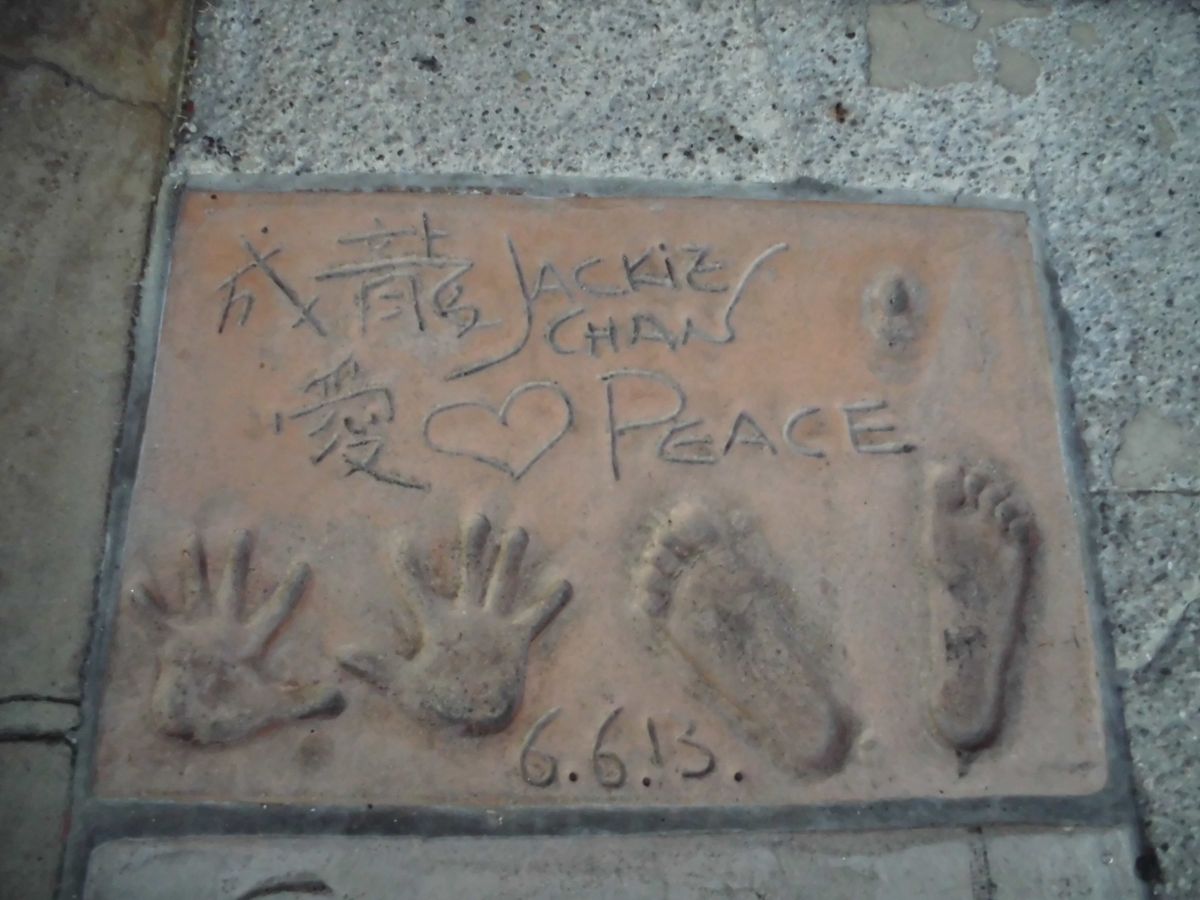 成龍 JACKIE
CHAN
愛 ♡ PEACE
6.6.13.